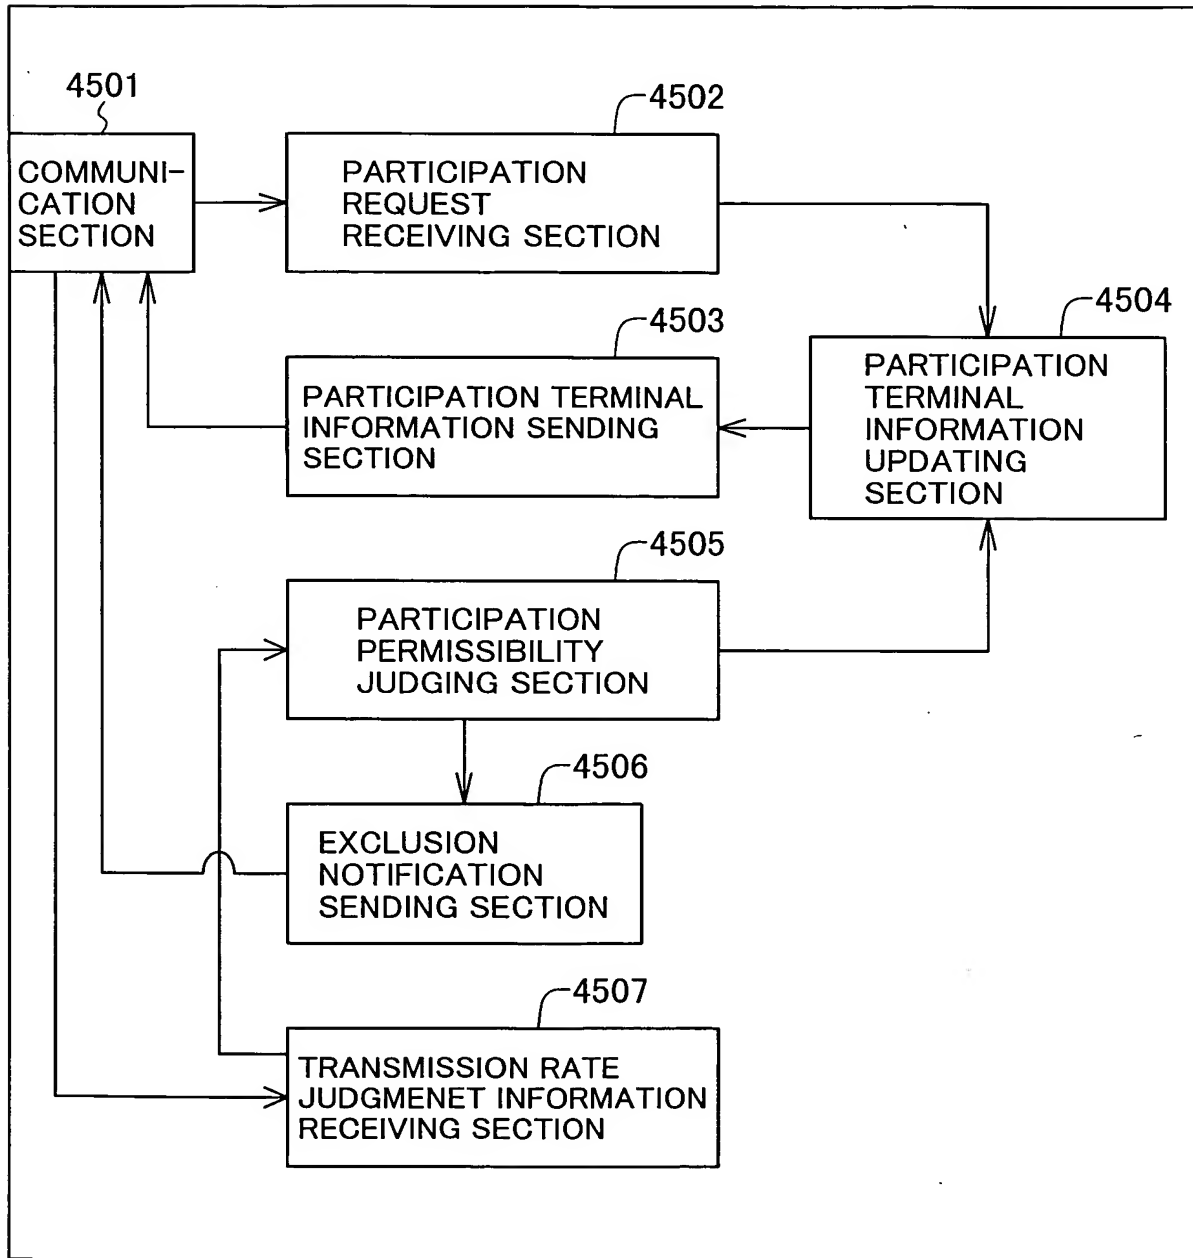 4501
COMMUNI-
CATION
SECTION
4502
PARTICIPATION
REQUEST
RECEIVING SECTION
4503
PARTICIPATION TERMINAL
INFORMATION SENDING
SECTION
4504
PARTICIPATION
TERMINAL
INFORMATION
UPDATING
SECTION
4505
PARTICIPATION
PERMISSIBILITY
JUDGING SECTION
4506
EXCLUSION
NOTIFICATION
SENDING SECTION
4507
TRANSMISSION RATE
JUDGMENET INFORMATION
RECEIVING SECTION